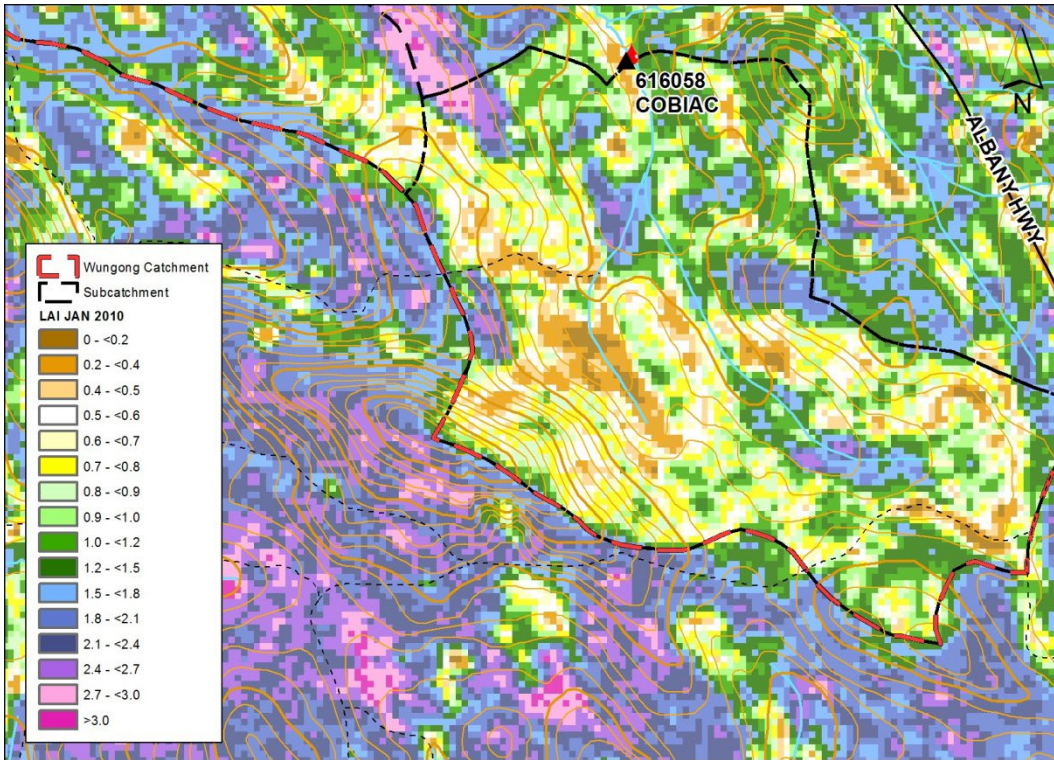 616058
COBIAC
N
ALBANY HWY
Wungong Catchment
Subcatchment
LAI JAN 2010
0 - <0.2
0.2 - <0.4
0.4 - <0.5
0.5 - <0.6
0.6 - <0.7
0.7 - <0.8
0.8 - <0.9
0.9 - <1.0
1.0 - <1.2
1.2 - <1.5
1.5 - <1.8
1.8 - <2.1
2.1 - <2.4
2.4 - <2.7
2.7 - <3.0
>3.0